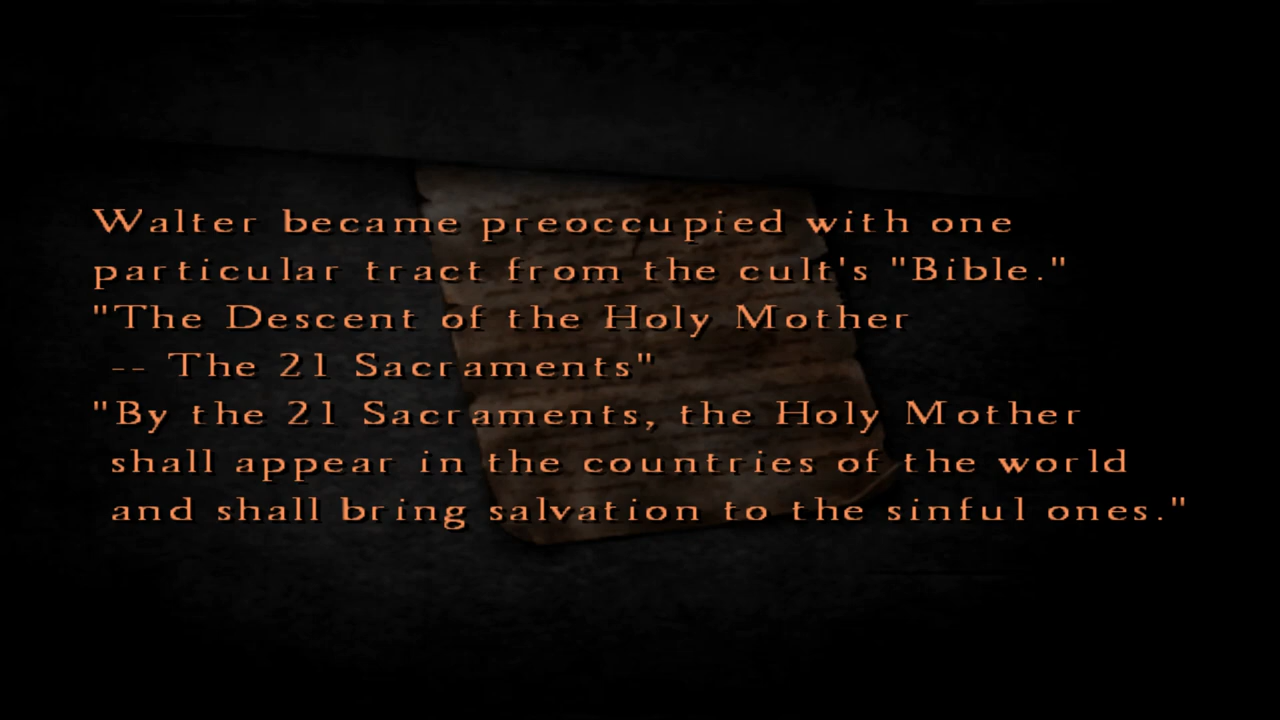 Walter became preoccupied with one
particular tract from the cult's "Bible."
"The Descent of the Holy Mother
-- The 21 Sacraments"
"By the 21 Sacraments, the Holy Mother
shall appear in the countries of the world
and shall bring salvation to the sinful ones."